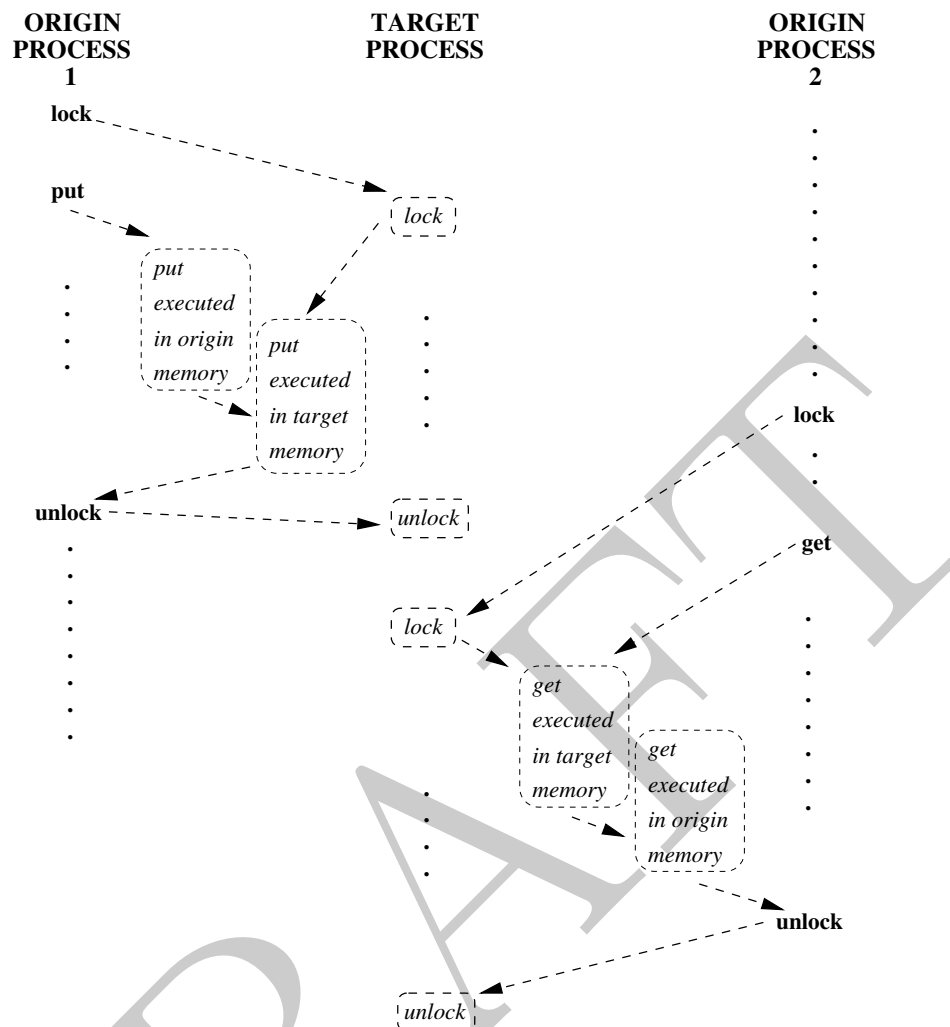 ORIGIN
PROCESS
1
TARGET
PROCESS
ORIGIN
PROCESS
2
lock
put
lock
put
executed
in origin
memory
put
executed
in target
memory
lock
unlock
unlock
get
lock
get
executed
in target
memory
get
executed
in origin
memory
unlock
unlock
DRAFT